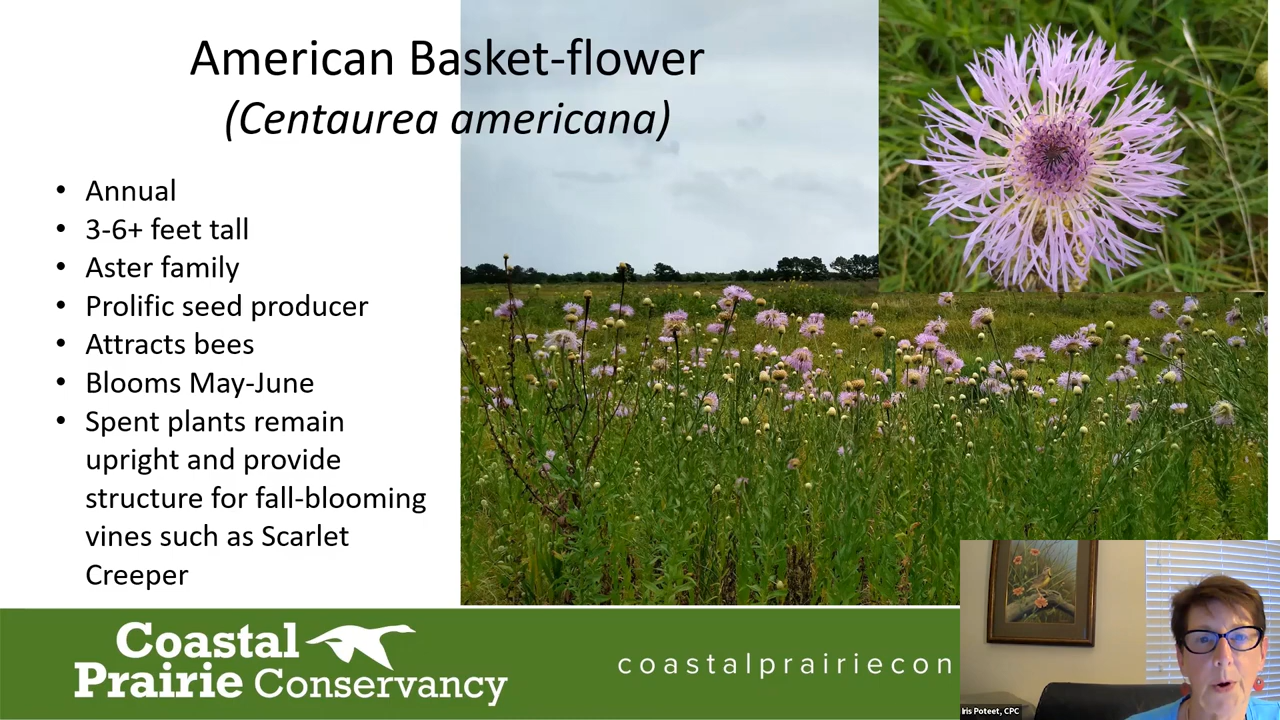 American Basket-flower
(Centaurea americana)
• Annual
• 3-6+ feet tall
• Aster family
• Prolific seed producer
• Attracts bees
• Blooms May-June
• Spent plants remain
upright and provide
structure for fall-blooming
vines such as Scarlet
Creeper
Coastal
Prairie Conservancy
coastalprairiecon
Iris Poteet, CPC